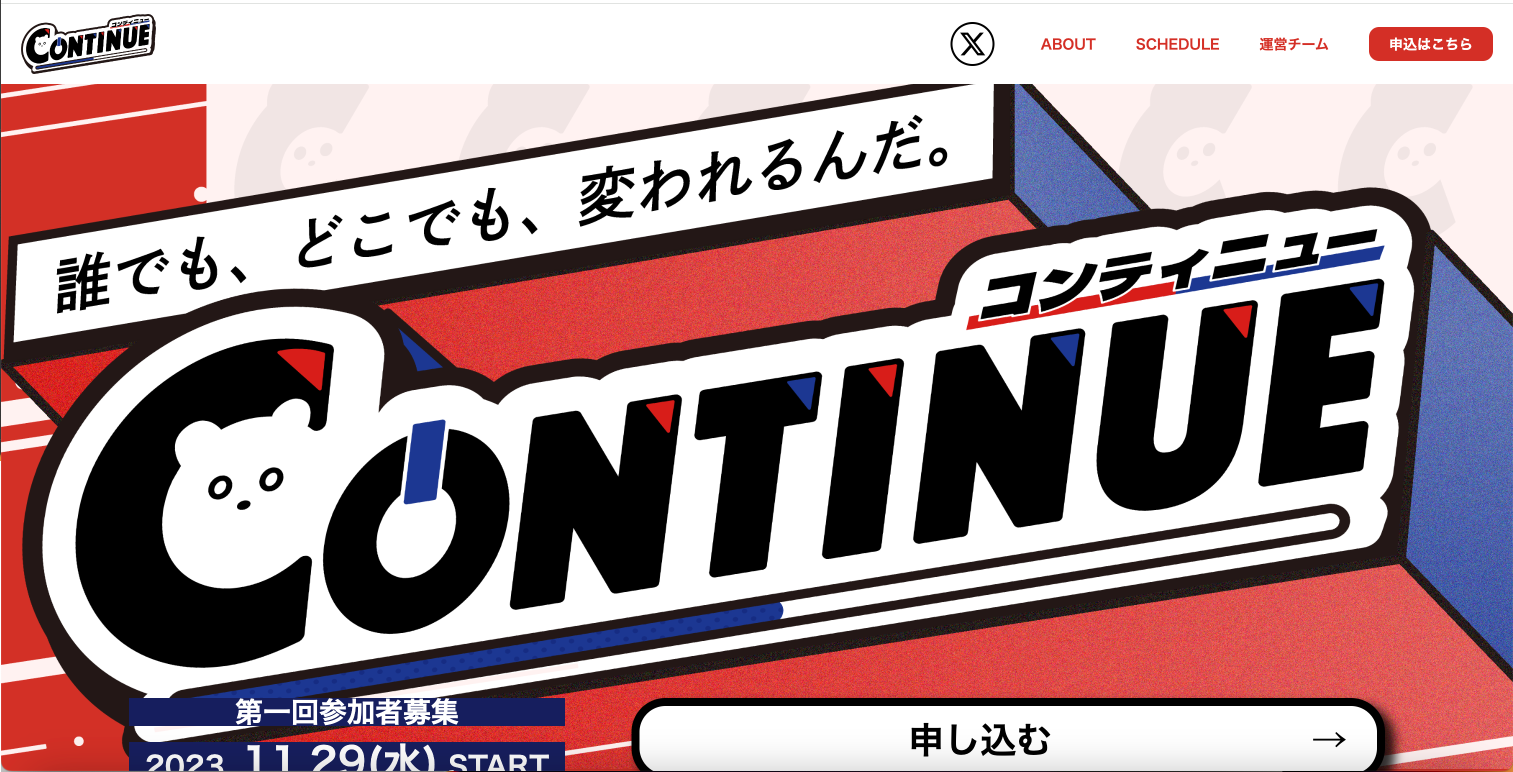 コンティニュー
CONTINUE
X
ABOUT
SCHEDULE
運営チーム
申込はこちら
誰でも、どこでも、変われるんだ。
コンティニュー
CONTINUE
第一回参加者募集
2023 11.29(水) START
申し込む →